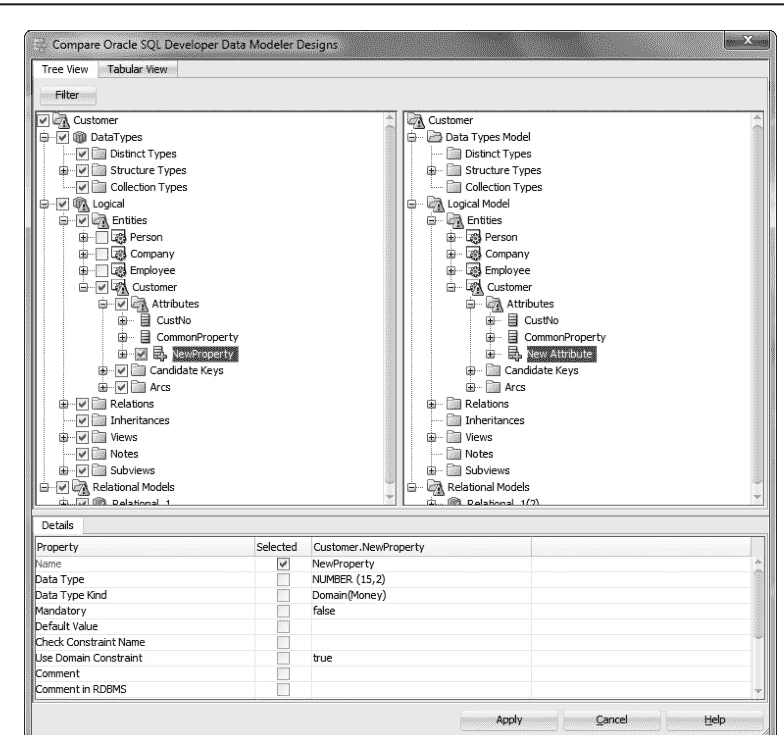 Compare Oracle SQL Developer Data Modeler Designs
Tree View Tabular View
Filter
Customer
DataTypes
Distinct Types
Structure Types
Collection Types
Logical
Entities
Person
Company
Employee
Customer
Attributes
CustNo
CommonProperty
NewProperty
Candidate Keys
Arcs
Relations
Inheritances
Views
Notes
Subviews
Relational Models
Relational_1
Customer
Data Types Model
Distinct Types
Structure Types
Collection Types
Logical Model
Entities
Person
Company
Employee
Customer
Attributes
CustNo
CommonProperty
New Attribute
Candidate Keys
Arcs
Relations
Inheritances
Views
Notes
Subviews
Relational Models
Relational_1(2)
Details
Property Selected Customer.NewProperty
Name NewProperty
Data Type NUMBER (15,2)
Data Type Kind Domain(Money)
Mandatory false
Default Value
Check Constraint Name
Use Domain Constraint true
Comment
Comment in RDBMS
Apply Cancel Help